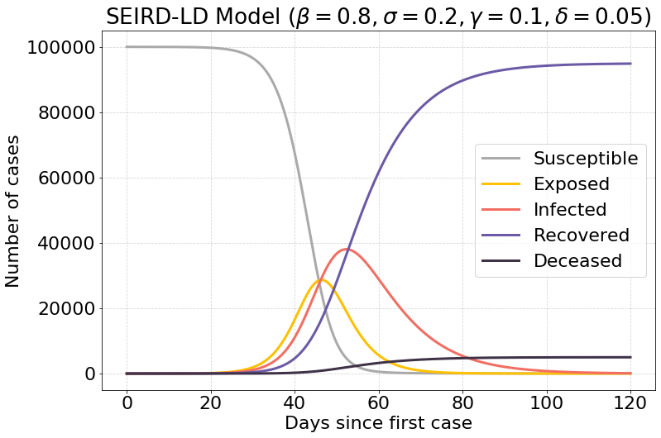 SEIRD-LD Model (β = 0.8, σ = 0.2, γ = 0.1, δ = 0.05)
100000
80000
60000
40000
20000
0
Number of cases
Susceptible
Exposed
Infected
Recovered
Deceased
0 20 40 60 80 100 120
Days since first case